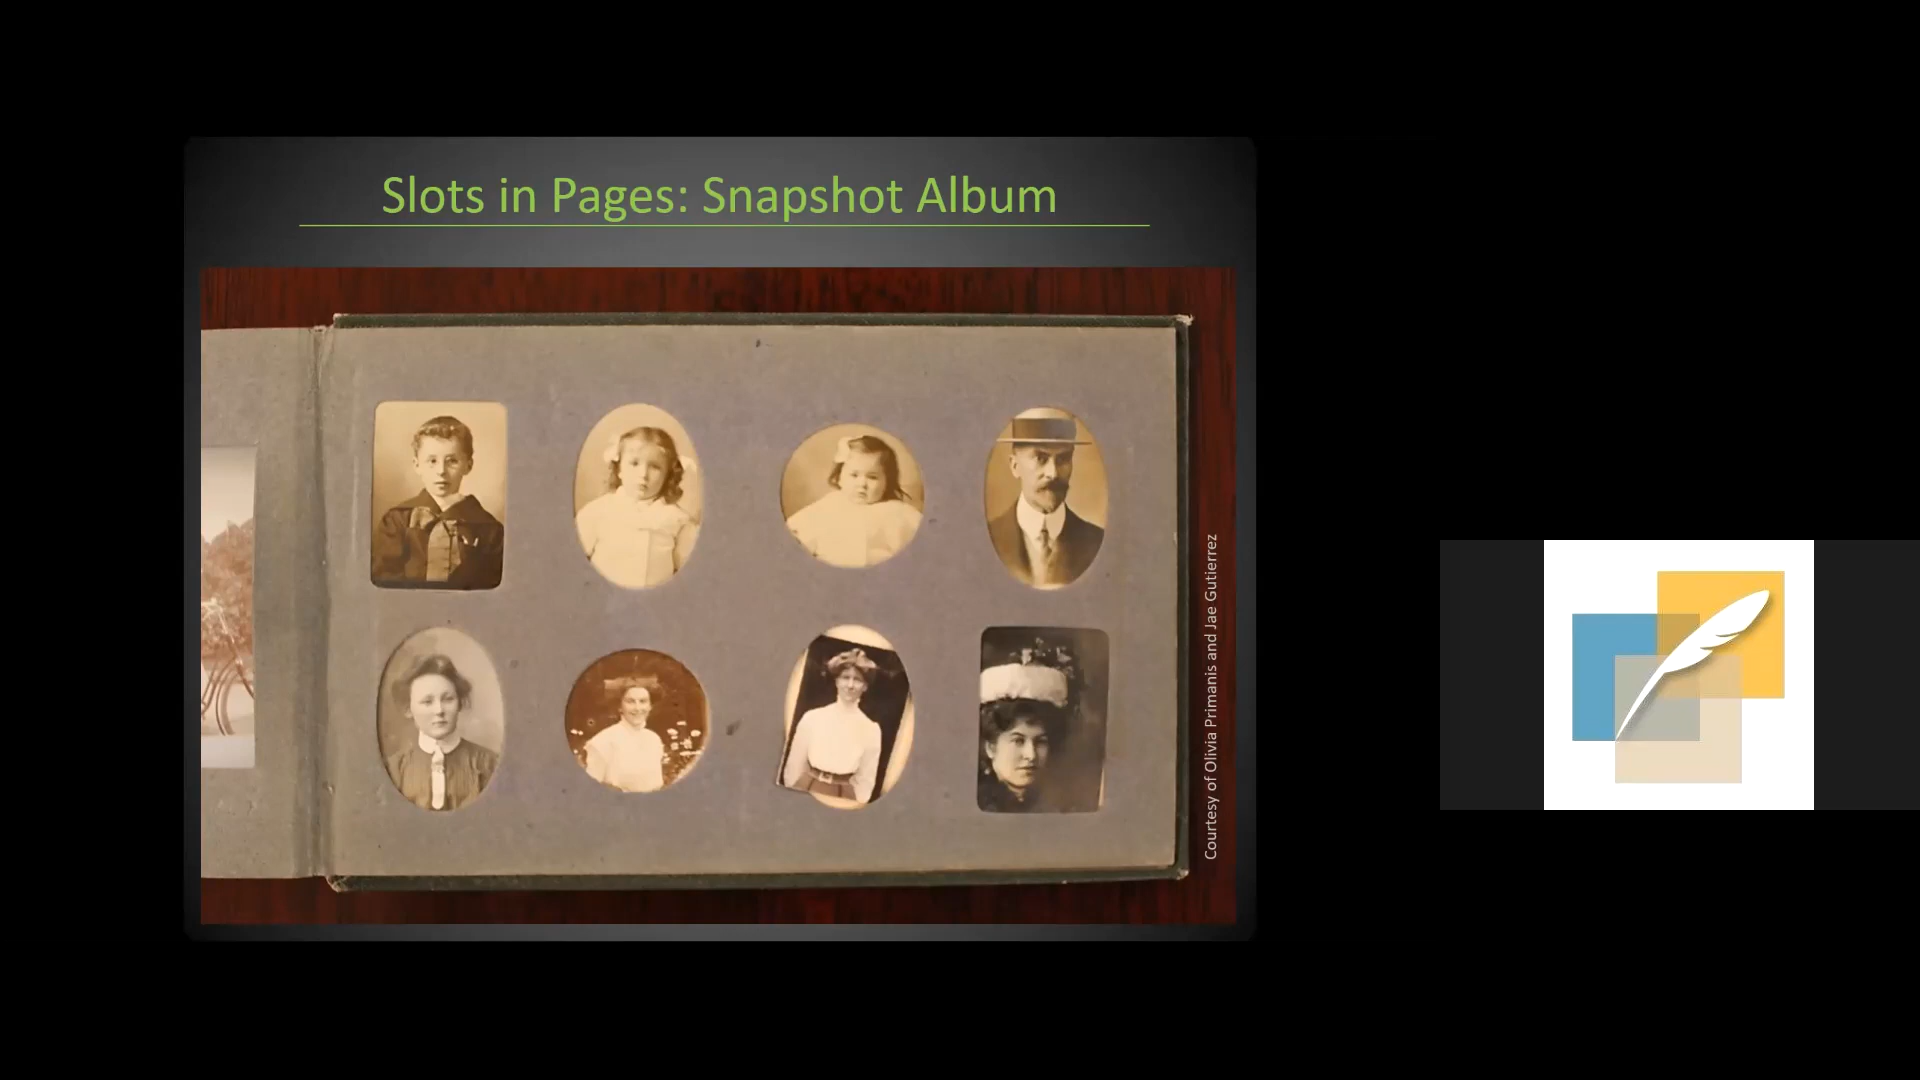 Slots in Pages: Snapshot Album
Courtesy of Olivia Primanis and Jae Gutierrez